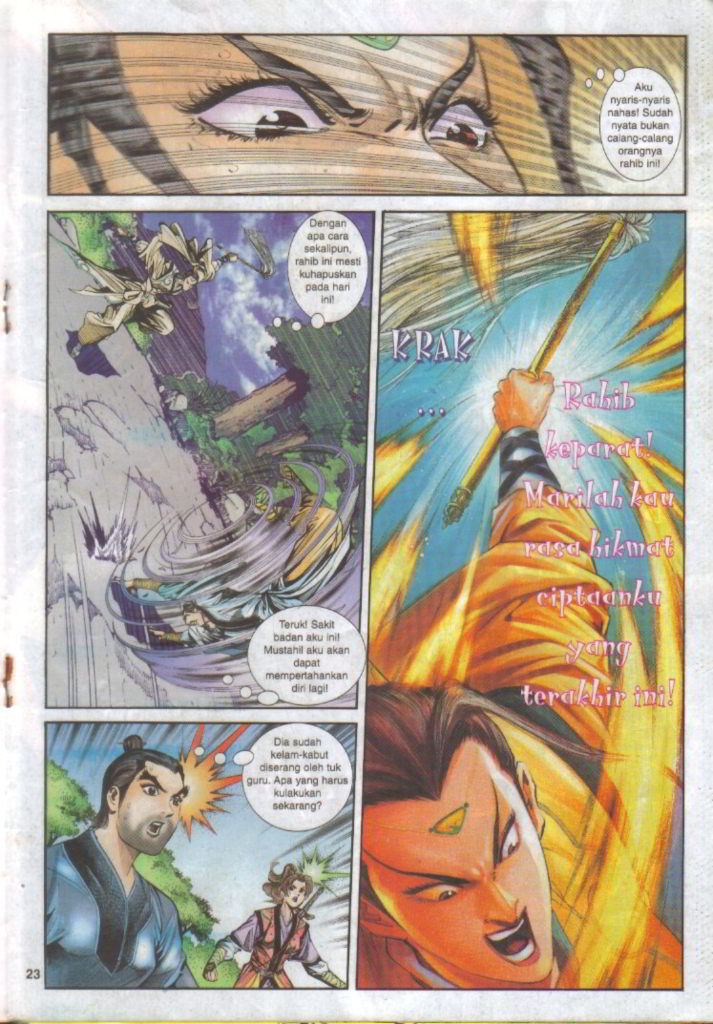 Aku
nyaris-nyaris
nahas! Sudah
nyata bukan
calang-calang
orangnya
rahib ini!
Dengan
apa cara
sekalipun,
rahib ini mesti
kuhapuskan
pada hari
ini!
Teruk! Sakit
badan aku ini!
Mustahil aku akan
dapat
mempertahankan
diri lagi!
KRAK
...
Rahib
keparat!
Marilah kau
rasa hikmat
ciptaanku
yang
terakhir ini!
Dia sudah
kelam-kabut
diserang oleh tuk
guru. Apa yang harus
kulakukan
sekarang?
23